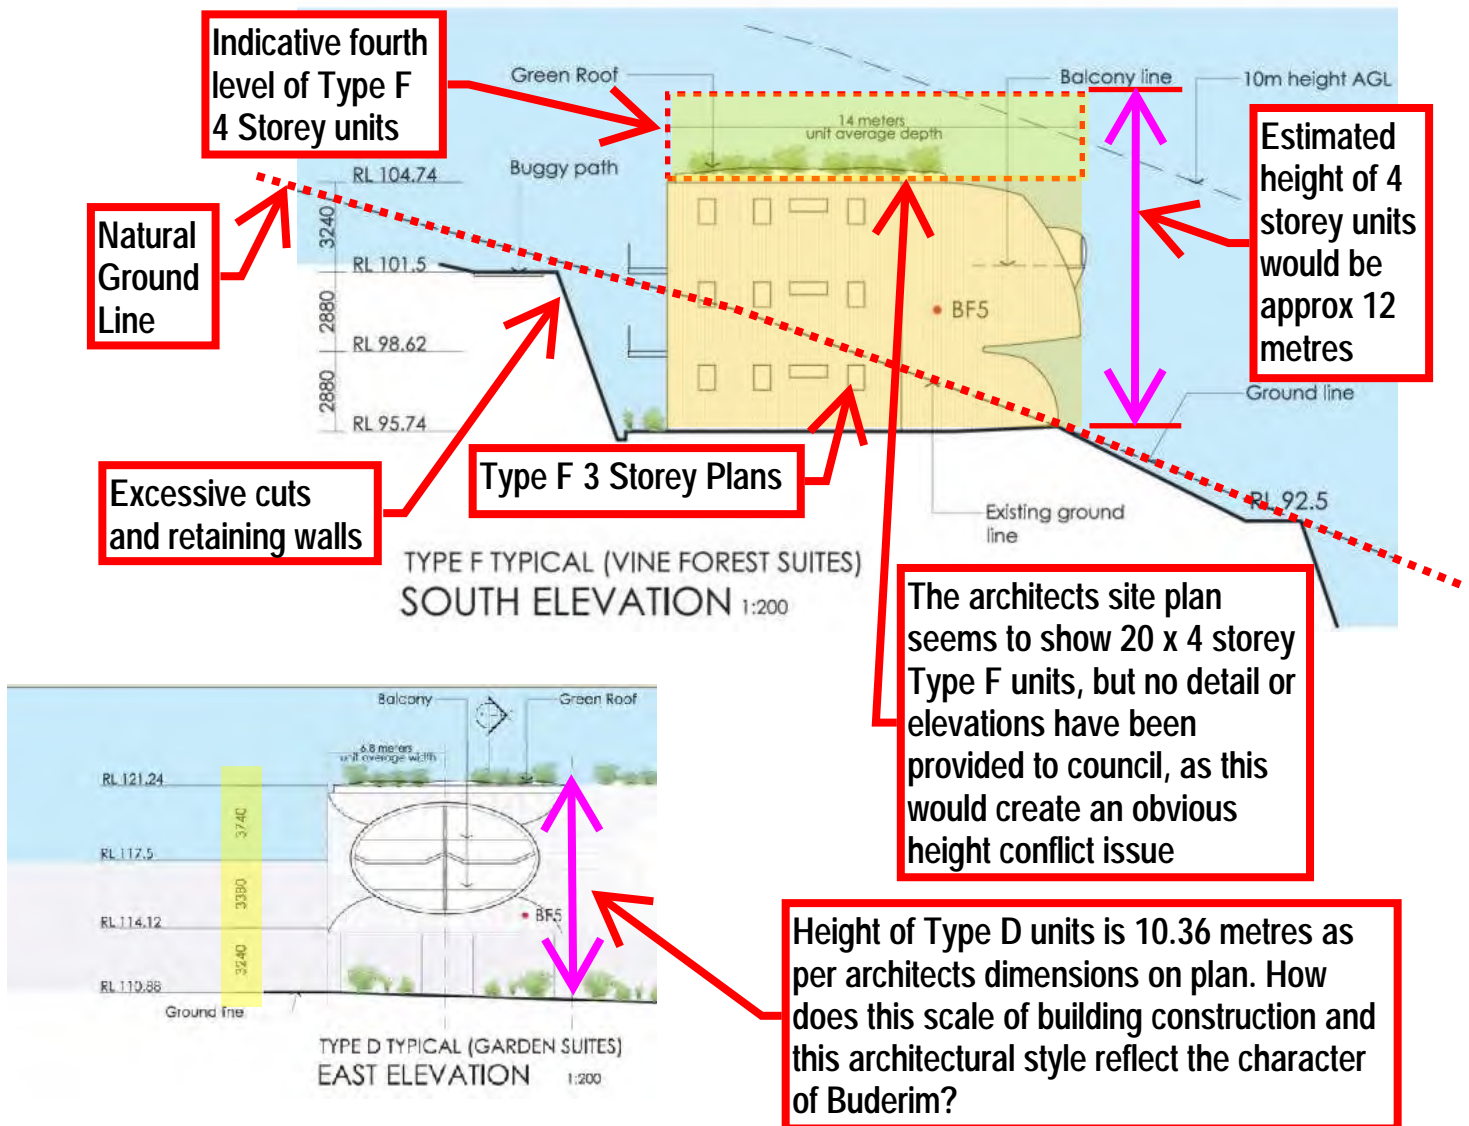 Indicative fourth
level of Type F
4 Storey units
Green Roof
Balcony line
10m height AGL
14 meters
unit average depth
Estimated
height of 4
storey units
would be
approx 12
metres
Buggy path
RL 104.74
3240
Natural
Ground
Line
RL 101.5
2880
BF5
RL 98.62
2880
Ground line
RL 95.74
Type F 3 Storey Plans
Excessive cuts
and retaining walls
RL 92.5
Existing ground
line
TYPE F TYPICAL (VINE FOREST SUITES)
SOUTH ELEVATION 1:200
The architects site plan
seems to show 20 x 4 storey
Type F units, but no detail or
elevations have been
provided to council, as this
would create an obvious
height conflict issue
Balcony
Green Roof
6.8 meters
unit average width
RL 121.24
3740
RL 117.5
3380
BF5
RL 114.12
3240
RL 110.88
Ground line
TYPE D TYPICAL (GARDEN SUITES)
EAST ELEVATION 1:200
Height of Type D units is 10.36 metres as
per architects dimensions on plan. How
does this scale of building construction and
this architectural style reflect the character
of Buderim?